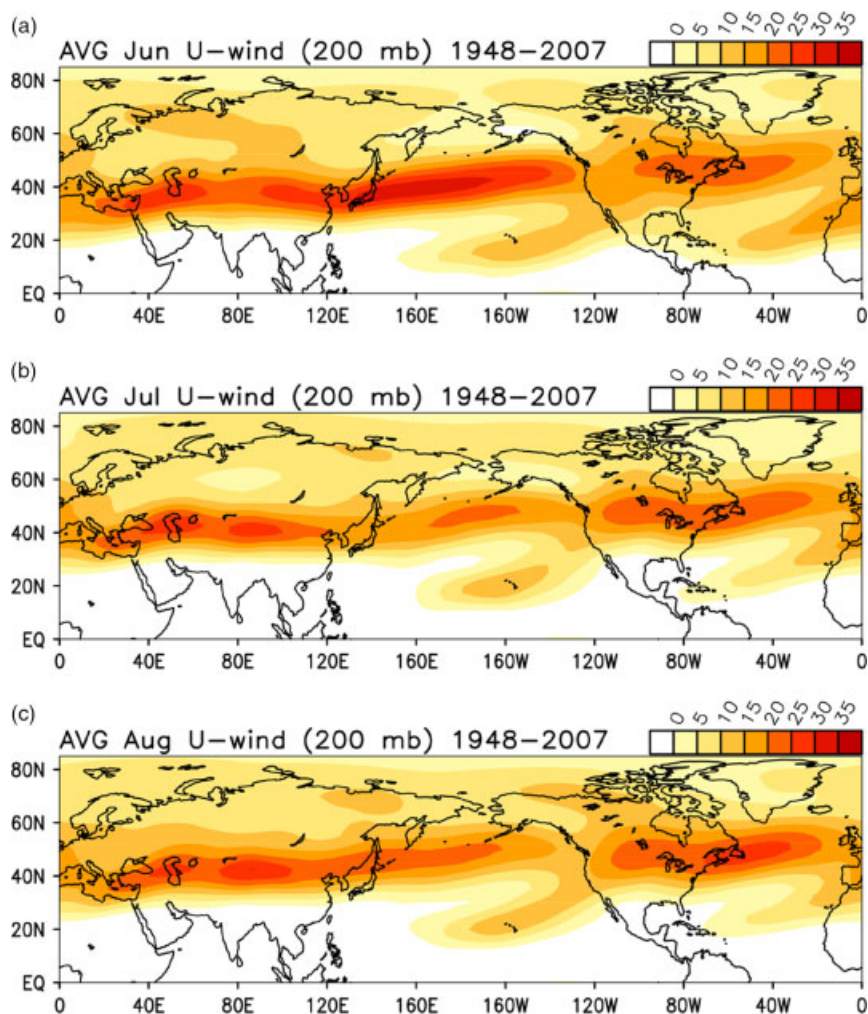 (a)
AVG Jun U-wind (200 mb) 1948-2007
0 5 10 15 20 25 30 35
80N
60N
40N
20N
EQ
0 40E 80E 120E 160E 160W 120W 80W 40W 0
(b)
AVG Jul U-wind (200 mb) 1948-2007
0 5 10 15 20 25 30 35
80N
60N
40N
20N
EQ
0 40E 80E 120E 160E 160W 120W 80W 40W 0
(c)
AVG Aug U-wind (200 mb) 1948-2007
0 5 10 15 20 25 30 35
80N
60N
40N
20N
EQ
0 40E 80E 120E 160E 160W 120W 80W 40W 0